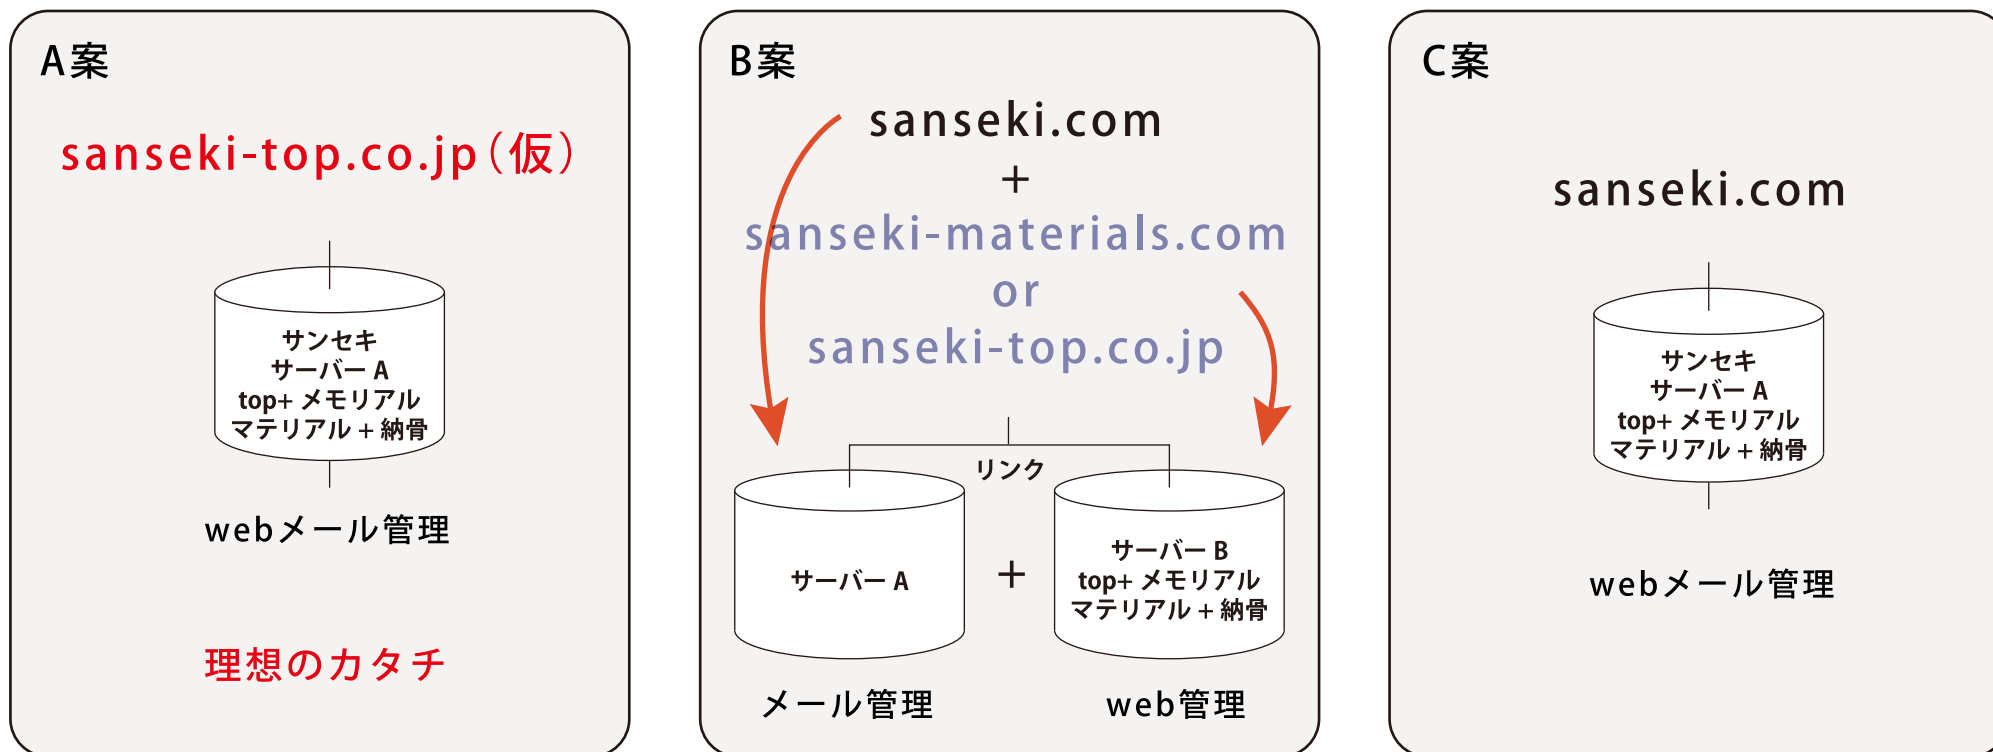 A案
sanseki-top.co.jp（仮）
サンセキ
サーバー A
top+ メモリアル
マテリアル + 納骨
webメール管理
理想のカタチ
B案
sanseki.com
+
sanseki-materials.com
or
sanseki-top.co.jp
リンク
サーバー A
+
サーバー B
top+ メモリアル
マテリアル + 納骨
メール管理
web管理
C案
sanseki.com
サンセキ
サーバー A
top+ メモリアル
マテリアル + 納骨
webメール管理